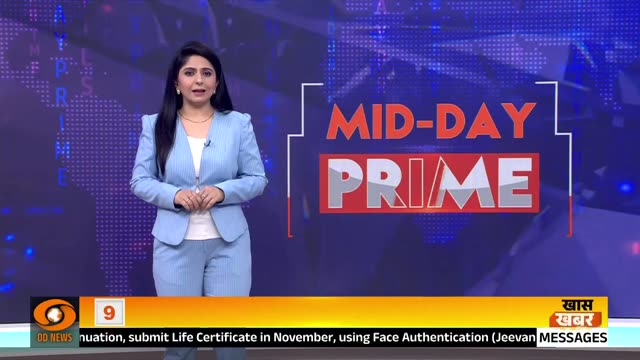 MID-DAY
PRIME
9
खास
खबर
DD NEWS
nuation, submit Life Certificate in November, using Face Authentication (Jeevan
MESSAGES